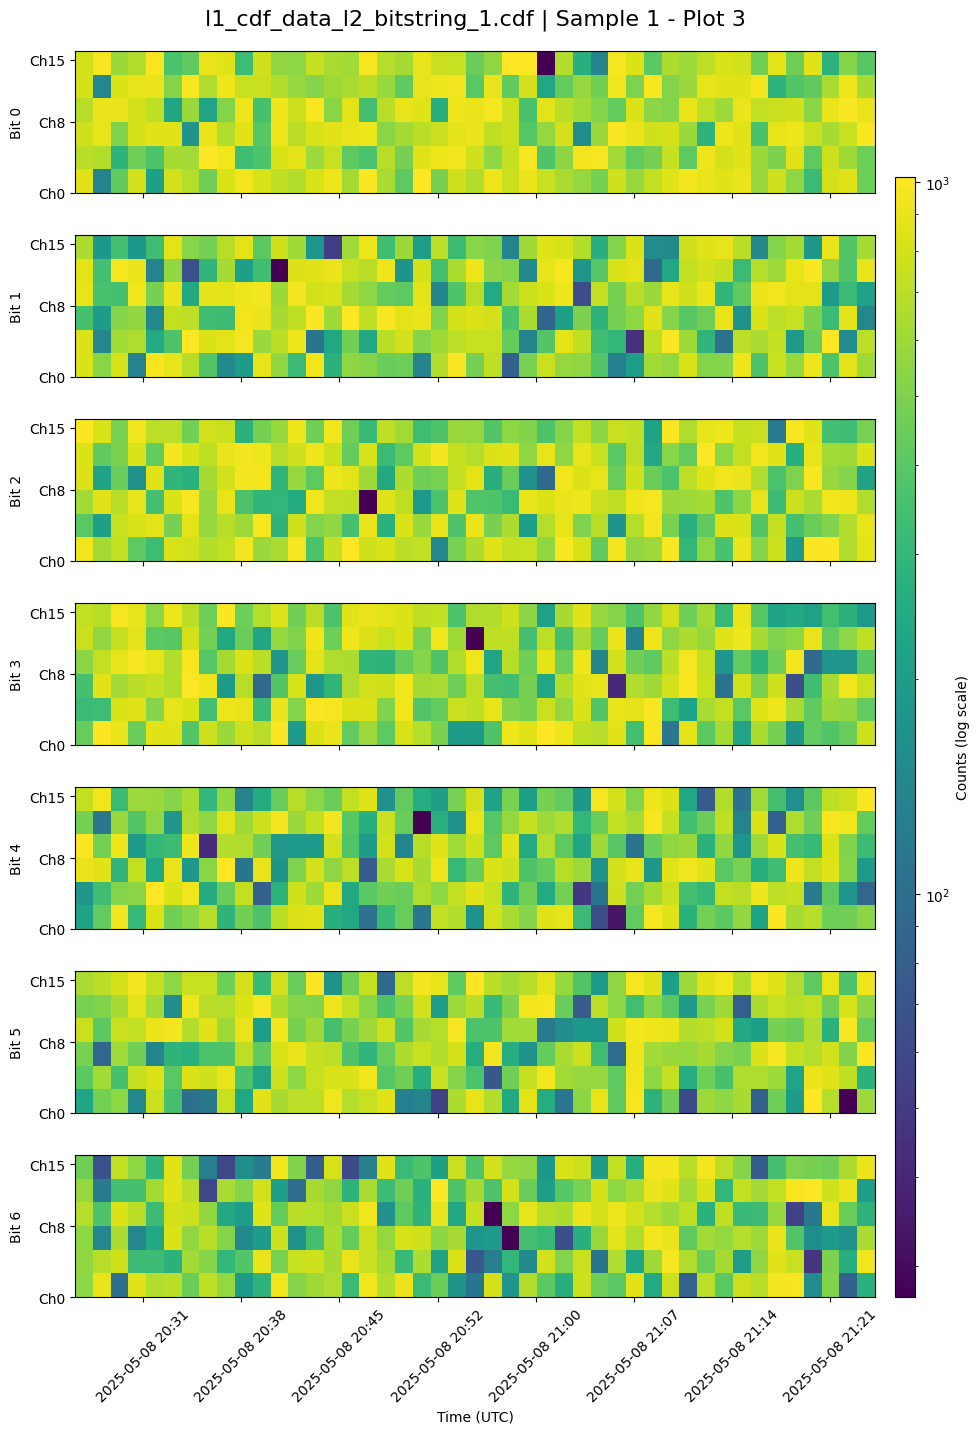 l1_cdf_data_l2_bitstring_1.cdf | Sample 1 - Plot 3
Ch15
Bit 0
Ch8
Ch0
Ch15
Bit 1
Ch8
Ch0
Ch15
Bit 2
Ch8
Ch0
Ch15
Bit 3
Ch8
Ch0
Ch15
Bit 4
Ch8
Ch0
Ch15
Bit 5
Ch8
Ch0
Ch15
Bit 6
Ch8
Ch0
2025-05-08 20:31
2025-05-08 20:38
2025-05-08 20:45
2025-05-08 20:52
2025-05-08 21:00
2025-05-08 21:07
2025-05-08 21:14
2025-05-08 21:21
Time (UTC)
10³
10²
Counts (log scale)